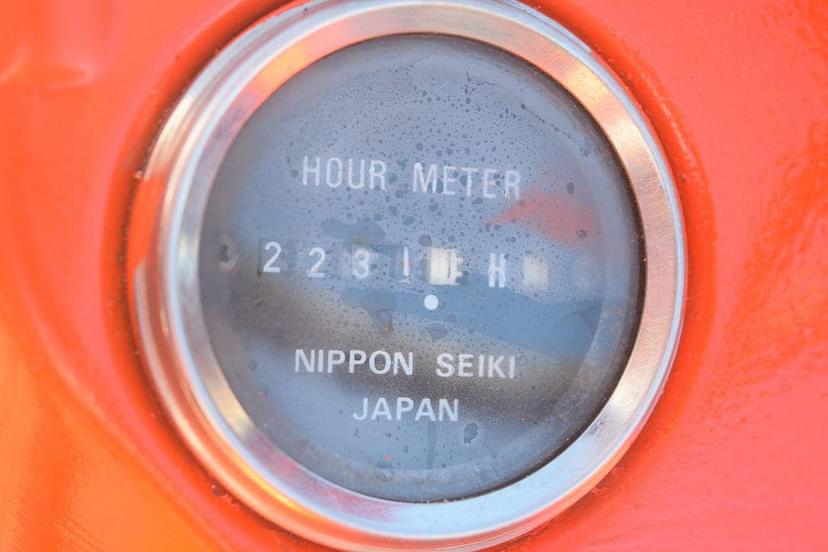 HOUR METER
2231 H
NIPPON SEIKI
JAPAN